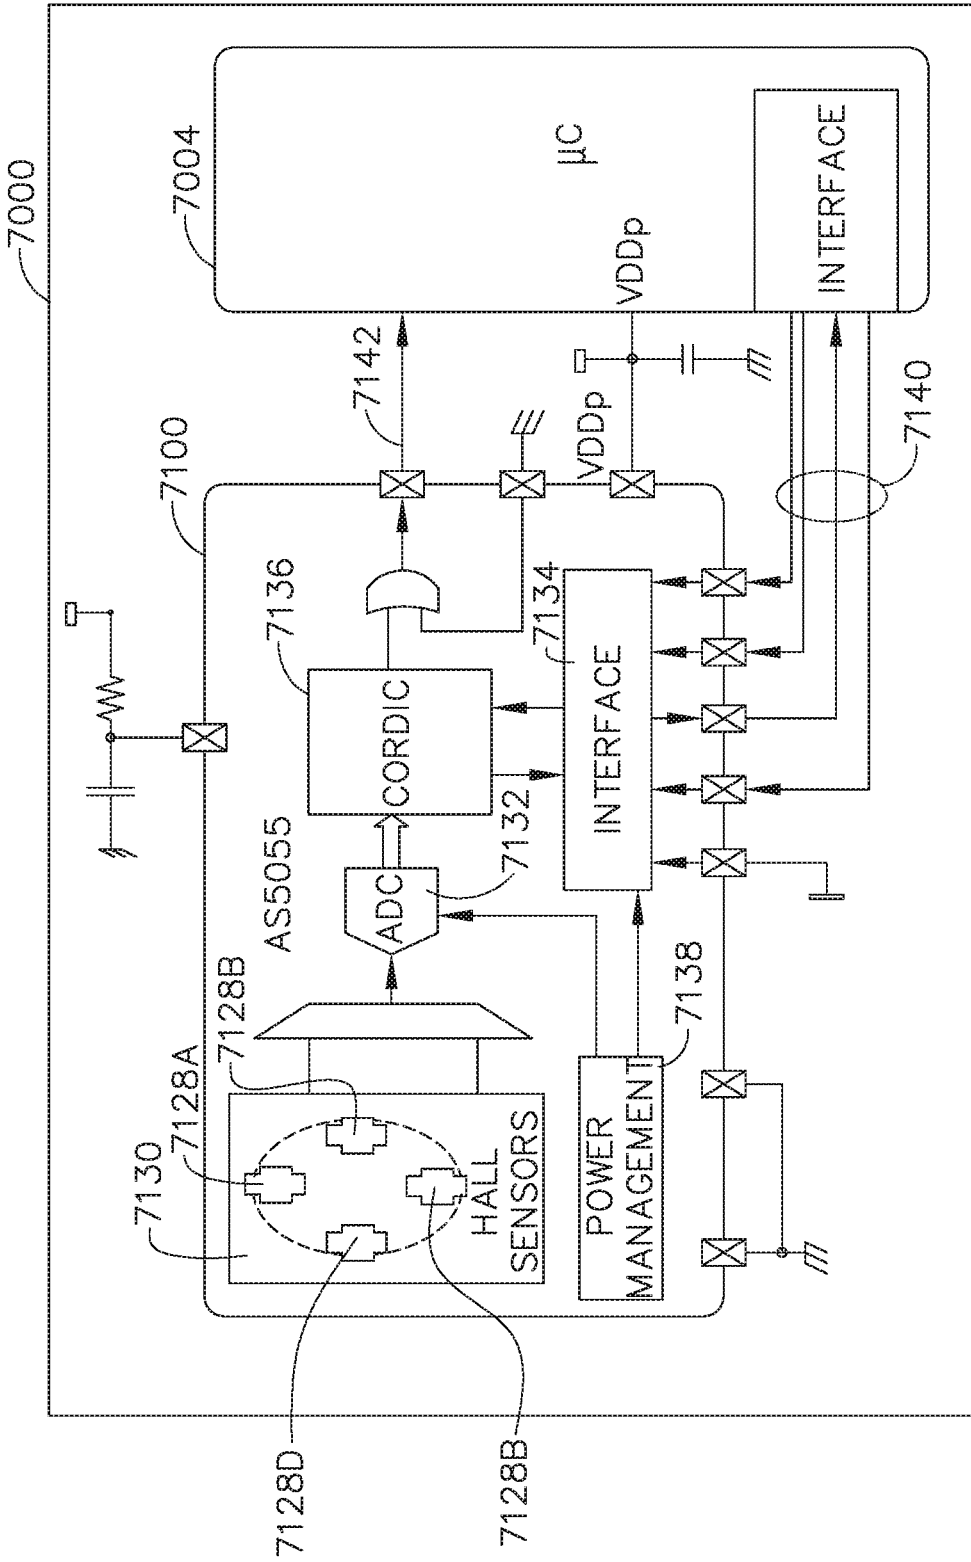 7000
7004
µC
VDDp
INTERFACE
7142
VDDp
7140
7100
7136
CORDIC
7134
INTERFACE
AS5055
ADC
7132
7128B
7128A
7130
HALL
SENSORS
7138
POWER
MANAGEMENT
7128D
7128B